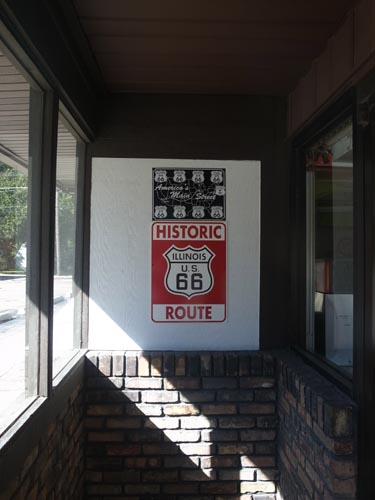 America's
Main Street
HISTORIC
ILLINOIS
U.S.
66
ROUTE